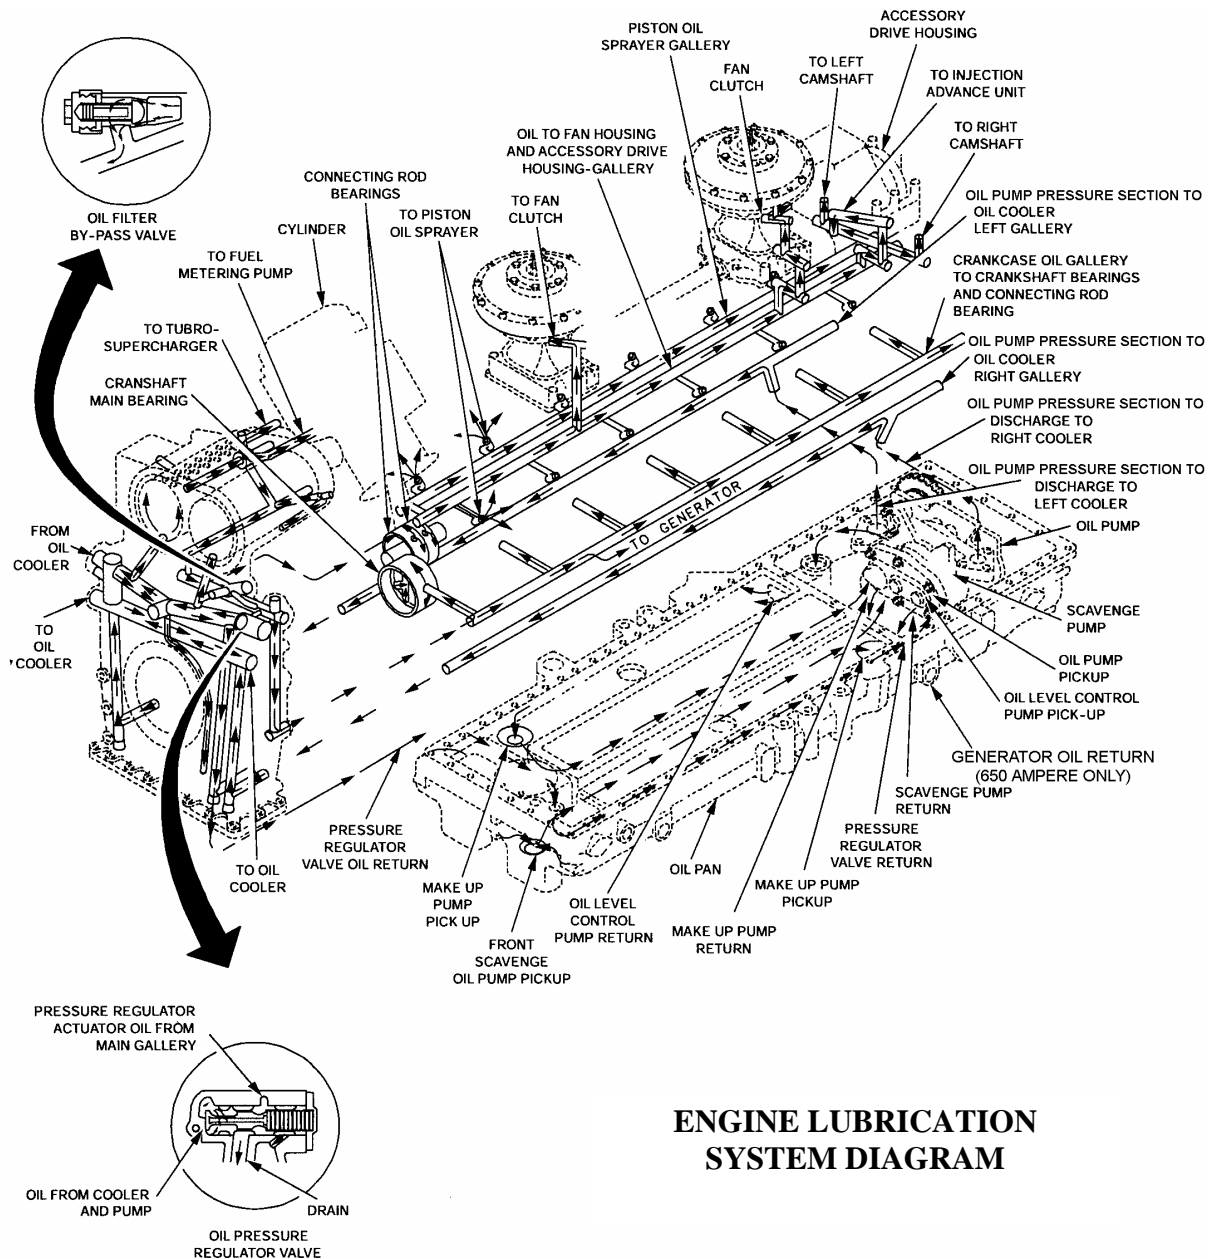 PISTON OIL
SPRAYER GALLERY
ACCESSORY
DRIVE HOUSING
FAN
CLUTCH
TO LEFT
CAMSHAFT
TO INJECTION
ADVANCE UNIT
OIL TO FAN HOUSING
AND ACCESSORY DRIVE
HOUSING-GALLERY
TO RIGHT
CAMSHAFT
CONNECTING ROD
BEARINGS
TO FAN
CLUTCH
OIL PUMP PRESSURE SECTION TO
OIL COOLER
LEFT GALLERY
OIL FILTER
BY-PASS VALVE
CYLINDER
TO PISTON
OIL SPRAYER
TO FUEL
METERING PUMP
CRANKCASE OIL GALLERY
TO CRANKSHAFT BEARINGS
AND CONNECTING ROD
BEARING
TO TUBRO-
SUPERCHARGER
OIL PUMP PRESSURE SECTION TO
OIL COOLER
RIGHT GALLERY
CRANSHAFT
MAIN BEARING
OIL PUMP PRESSURE SECTION TO
DISCHARGE TO
RIGHT COOLER
OIL PUMP PRESSURE SECTION TO
DISCHARGE TO
LEFT COOLER
TO GENERATOR
OIL PUMP
FROM
OIL
COOLER
TO
OIL
COOLER
SCAVENGE
PUMP
OIL PUMP
PICKUP
OIL LEVEL CONTROL
PUMP PICK-UP
GENERATOR OIL RETURN
(650 AMPERE ONLY)
SCAVENGE PUMP
RETURN
PRESSURE
REGULATOR
VALVE RETURN
PRESSURE
REGULATOR
VALVE OIL RETURN
TO OIL
COOLER
MAKE UP
PUMP
PICK UP
OIL PAN
MAKE UP PUMP
PICKUP
OIL LEVEL
CONTROL
PUMP RETURN
MAKE UP PUMP
RETURN
FRONT
SCAVENGE
OIL PUMP PICKUP
PRESSURE REGULATOR
ACTUATOR OIL FROM
MAIN GALLERY
OIL FROM COOLER
AND PUMP
DRAIN
OIL PRESSURE
REGULATOR VALVE
ENGINE LUBRICATION
SYSTEM DIAGRAM